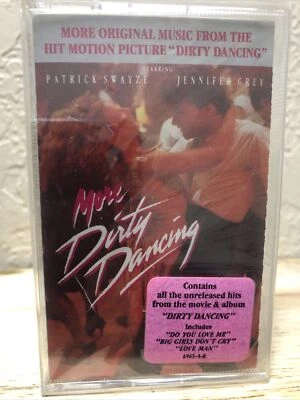 MORE ORIGINAL MUSIC FROM THE
HIT MOTION PICTURE "DIRTY DANCING"
STARRING
PATRICK SWAYZE JENNIFER GREY
More
Dirty
Dancing
Contains
all the unreleased hits
from the movie & album
"DIRTY DANCING"
Includes
"DO YOU LOVE ME"
"BIG GIRLS DON'T CRY"
"LOVE MAN"
6965-4-R